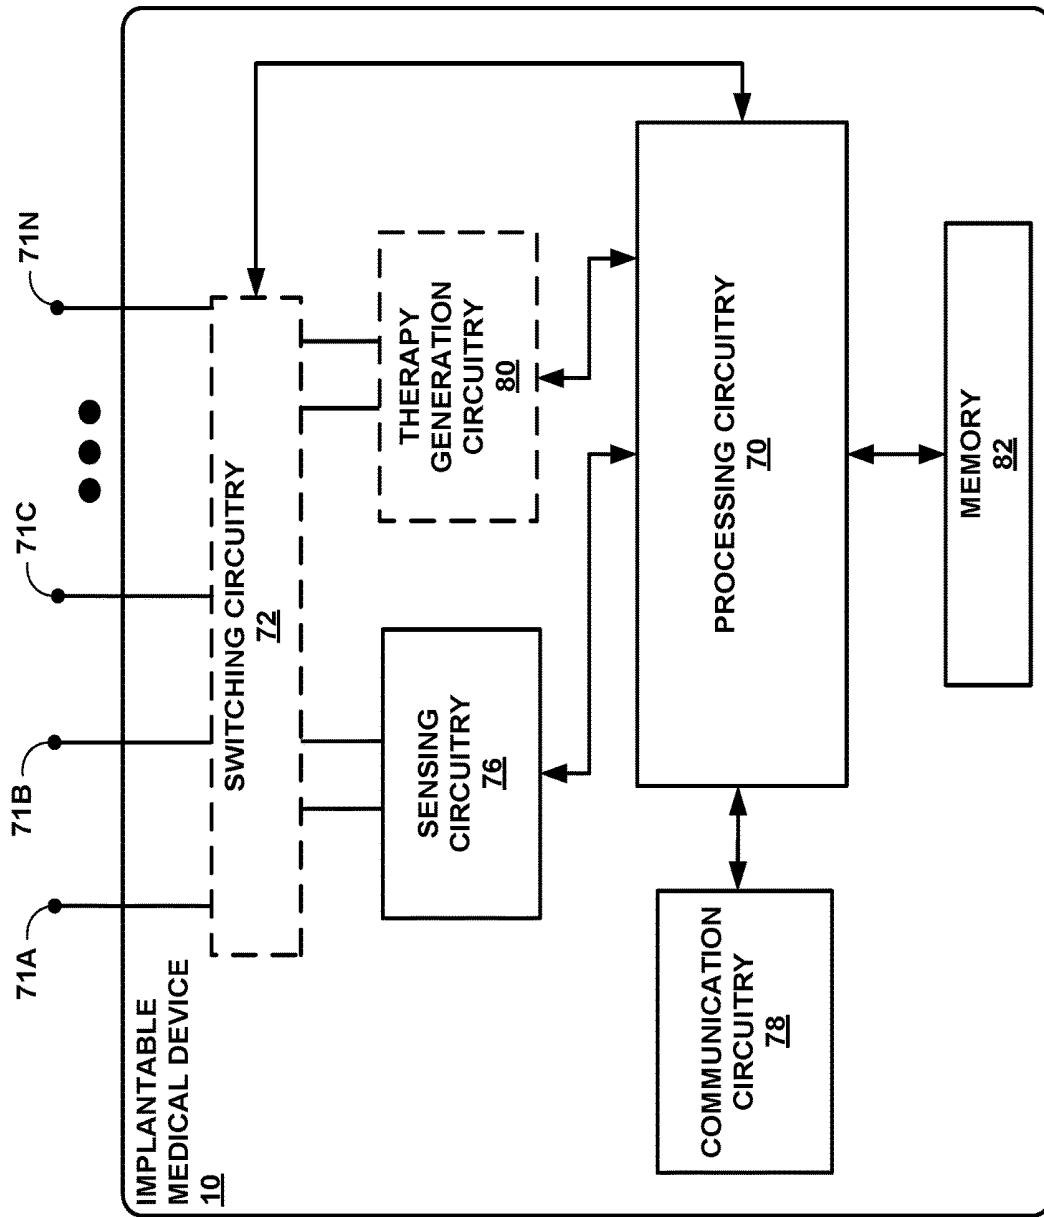 71A
71B
71C
71N
IMPLANTABLE
MEDICAL DEVICE
10
SWITCHING CIRCUITRY
72
SENSING
CIRCUITRY
76
THERAPY
GENERATION
CIRCUITRY
80
COMMUNICATION
CIRCUITRY
78
PROCESSING CIRCUITRY
70
MEMORY
82